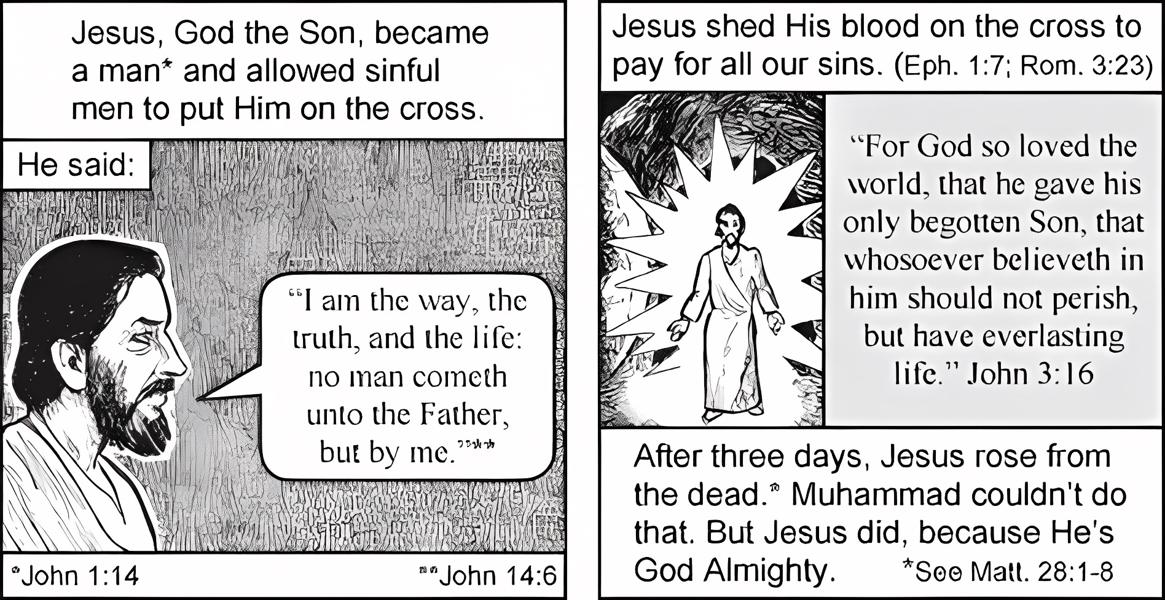 Jesus, God the Son, became
a man* and allowed sinful
men to put Him on the cross.
He said:
“I am the way, the
truth, and the life:
no man cometh
unto the Father,
but by me.”**
*John 1:14
**John 14:6
Jesus shed His blood on the cross to
pay for all our sins. (Eph. 1:7; Rom. 3:23)
“For God so loved the
world, that he gave his
only begotten Son, that
whosoever believeth in
him should not perish,
but have everlasting
life.” John 3:16
After three days, Jesus rose from
the dead.* Muhammad couldn't do
that. But Jesus did, because He's
God Almighty.
*See Matt. 28:1-8